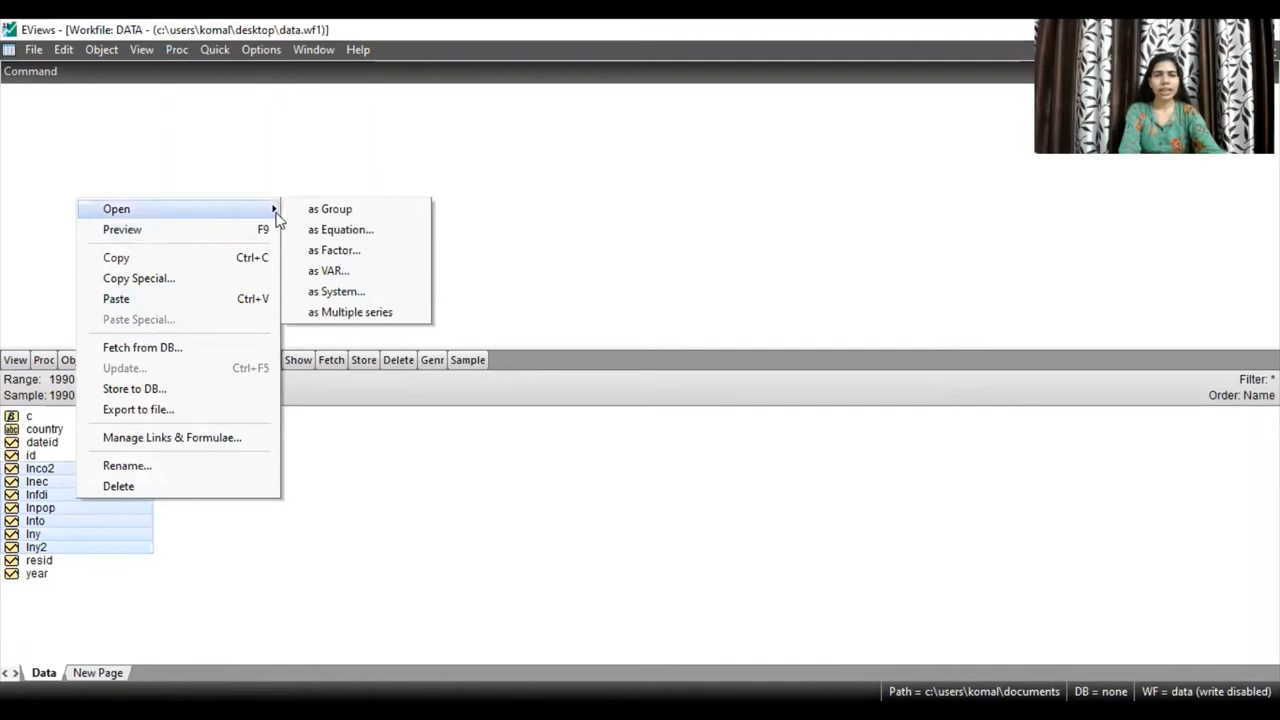 EViews - [Workfile: DATA - (c:\users\komal\desktop\data.wf1)]
File Edit Object View Proc Quick Options Window Help
Command
Open
Preview F9
Copy Ctrl+C
Copy Special...
Paste Ctrl+V
Paste Special...
Fetch from DB...
Update... Ctrl+F5
Store to DB...
Export to file...
Manage Links & Formulae...
Rename...
Delete
as Group
as Equation...
as Factor...
as VAR...
as System...
as Multiple series
View Proc Ob Show Fetch Store Delete Genr Sample
Range: 1990 Filter: *
Sample: 1990 Order: Name
c
country
dateid
id
lnco2
lnec
lnfdi
lnpop
lnto
lny
lny2
resid
year
Data New Page
Path = c:\users\komal\documents DB = none WF = data (write disabled)